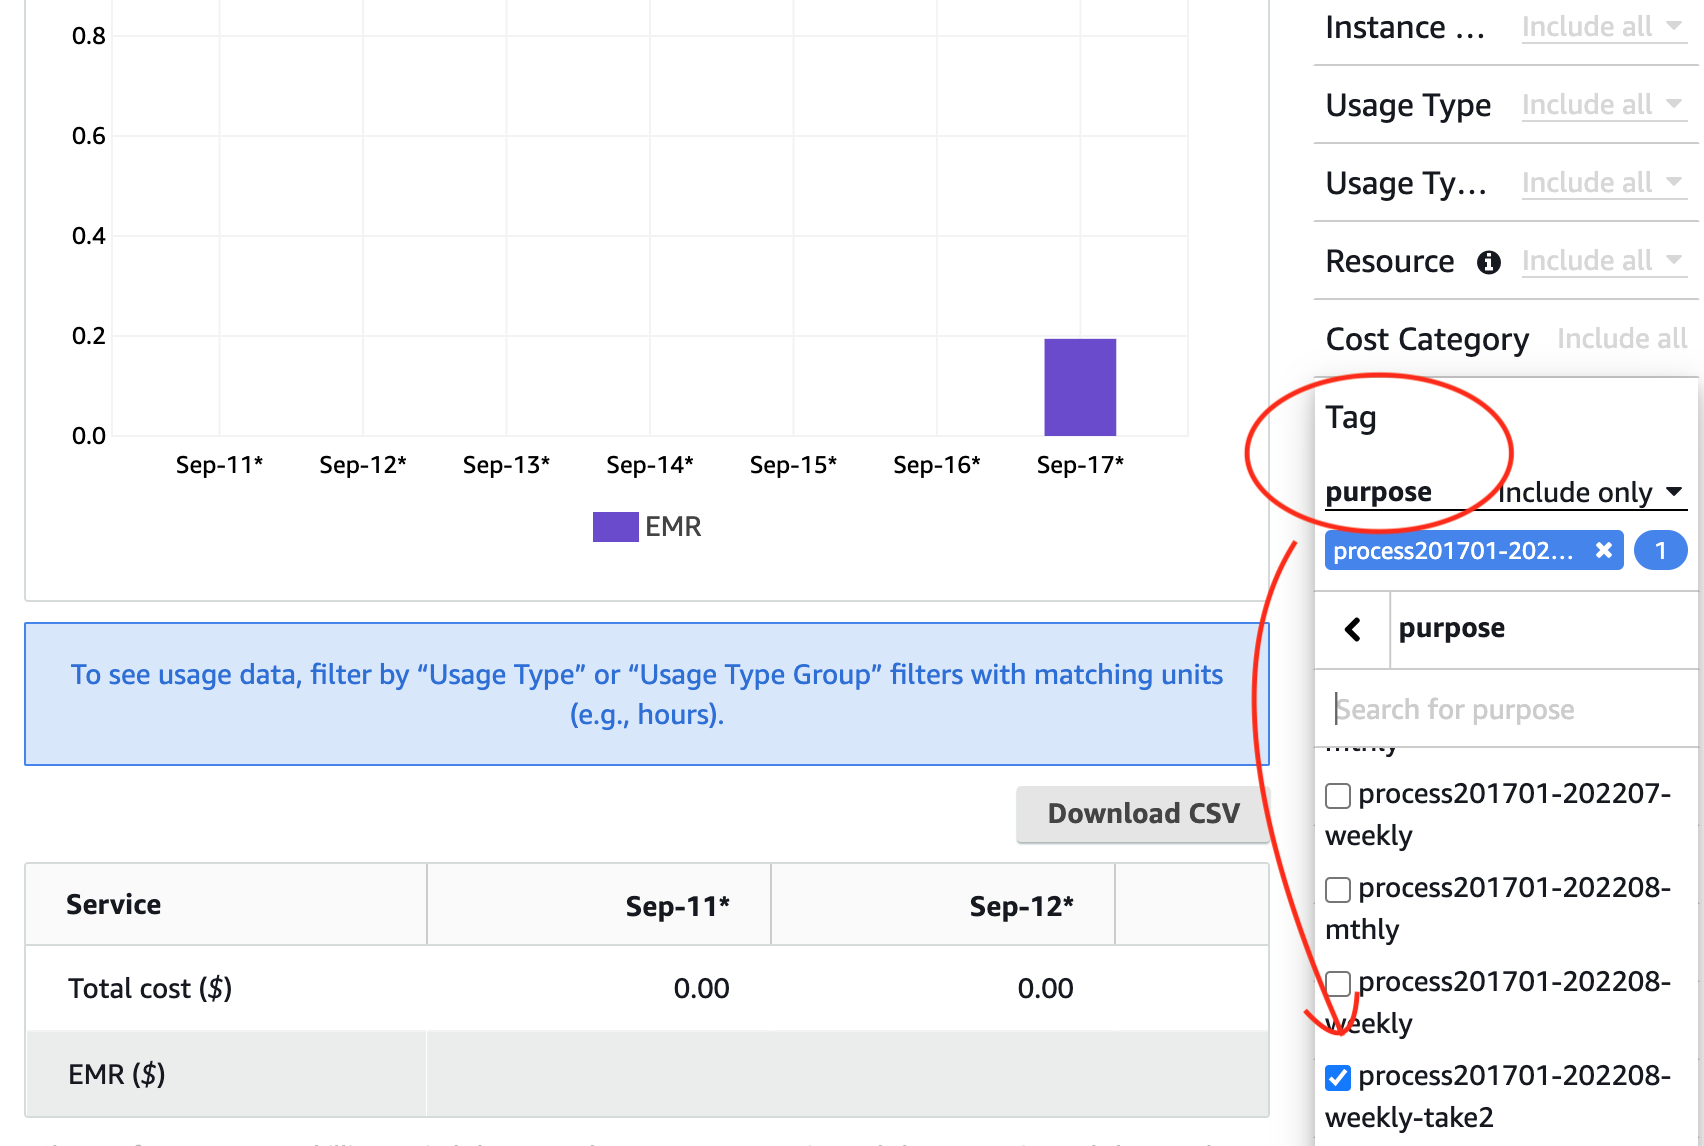 0.8
0.6
0.4
0.2
0.0
Sep-11* Sep-12* Sep-13* Sep-14* Sep-15* Sep-16* Sep-17*
EMR
To see usage data, filter by “Usage Type” or “Usage Type Group” filters with matching units
(e.g., hours).
Download CSV
Service Sep-11* Sep-12*
Total cost ($) 0.00 0.00
EMR ($)
Instance ... Include all
Usage Type Include all
Usage Ty... Include all
Resource Include all
Cost Category Include all
Tag
purpose Include only
process201701-202... 1
purpose
Search for purpose
mthly
process201701-202207-
weekly
process201701-202208-
mthly
process201701-202208-
weekly
process201701-202208-
weekly-take2